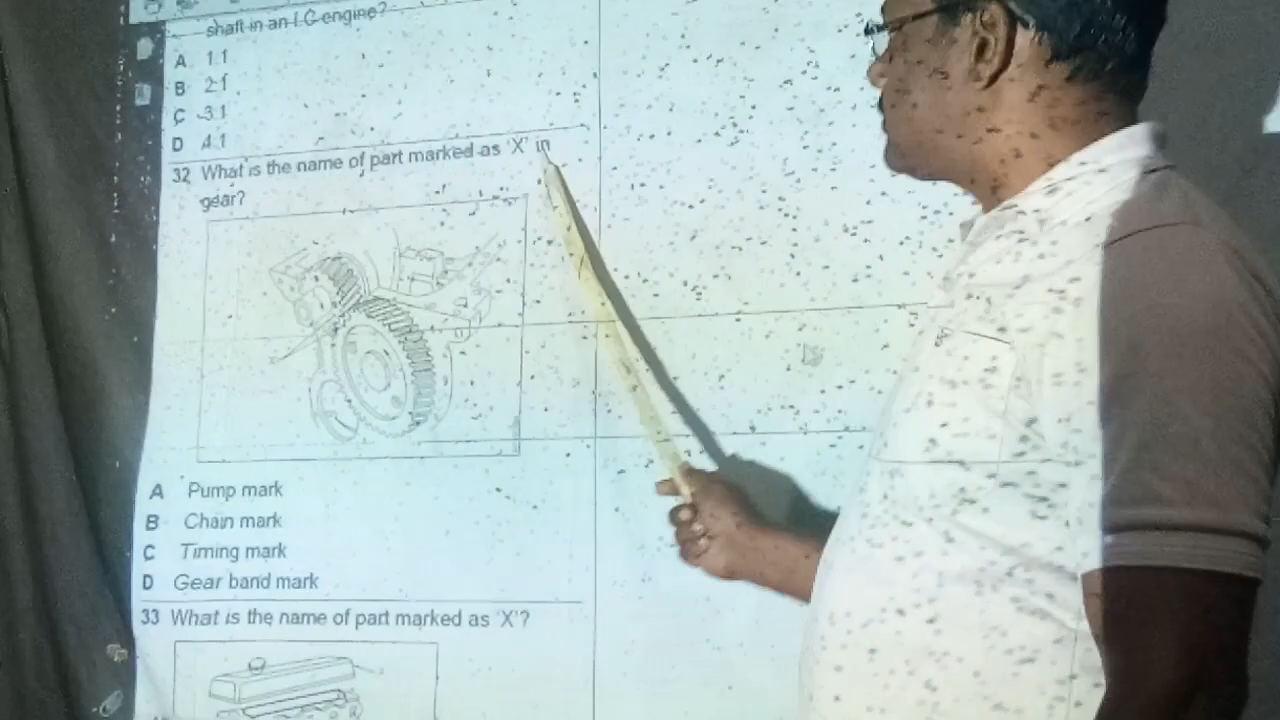 shaft in an I.C engine?
A 1:1
B 2:1
C 3:1
D 4:1
32 What is the name of part marked as 'X' in
gear?
A Pump mark
B Chain mark
C Timing mark
D Gear band mark
33 What is the name of part marked as 'X'?